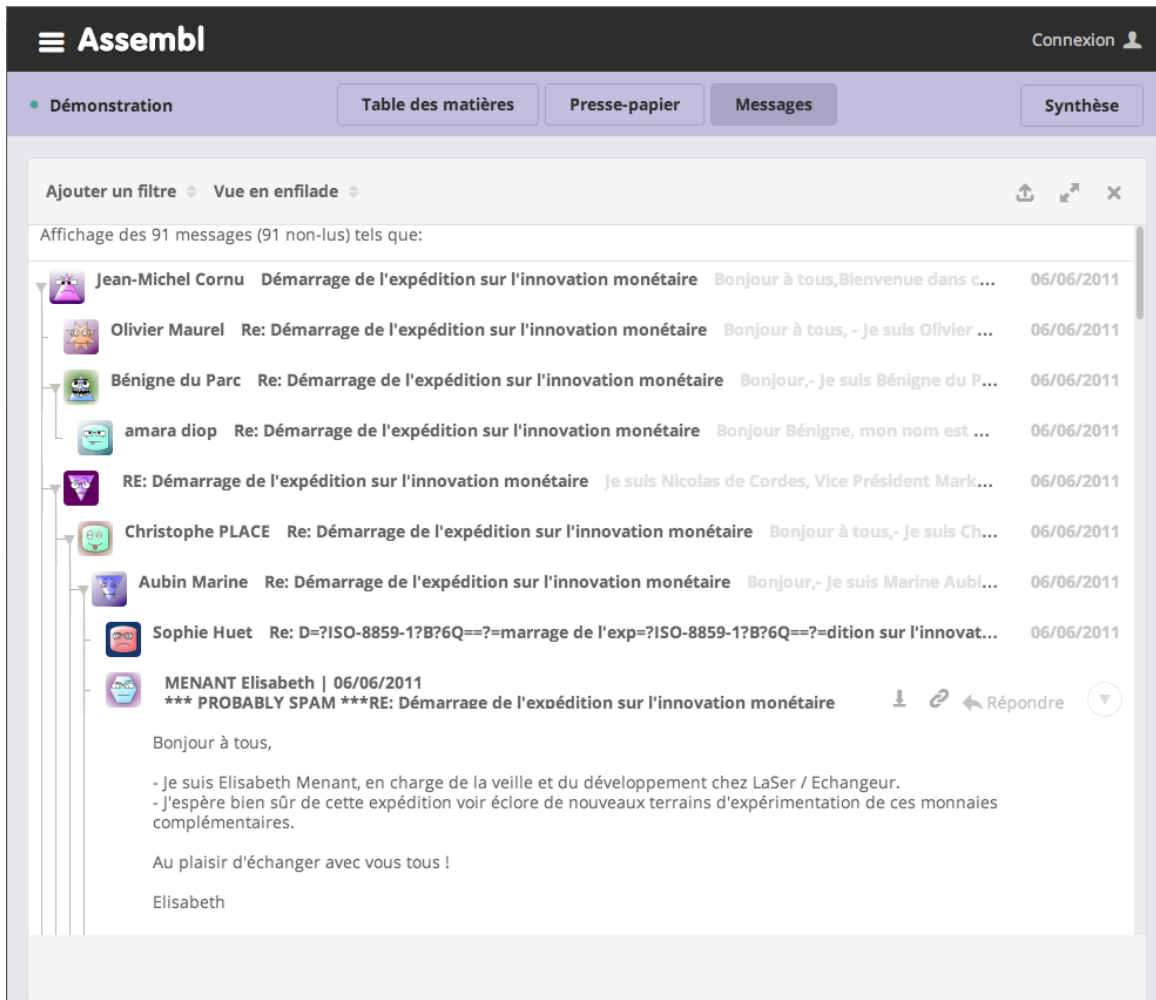 Assembl
Connexion
Démonstration
Table des matières
Presse-papier
Messages
Synthèse
Ajouter un filtre Vue en enfilade
Affichage des 91 messages (91 non-lus) tels que:
Jean-Michel Cornu Démarrage de l'expédition sur l'innovation monétaire Bonjour à tous,Bienvenue dans c... 06/06/2011
Olivier Maurel Re: Démarrage de l'expédition sur l'innovation monétaire Bonjour à tous, - Je suis Olivier ... 06/06/2011
Bénigne du Parc Re: Démarrage de l'expédition sur l'innovation monétaire Bonjour,- Je suis Bénigne du P... 06/06/2011
amara diop Re: Démarrage de l'expédition sur l'innovation monétaire Bonjour Bénigne, mon nom est ... 06/06/2011
RE: Démarrage de l'expédition sur l'innovation monétaire Je suis Nicolas de Cordes, Vice Président Mark... 06/06/2011
Christophe PLACE Re: Démarrage de l'expédition sur l'innovation monétaire Bonjour à tous,- Je suis Ch... 06/06/2011
Aubin Marine Re: Démarrage de l'expédition sur l'innovation monétaire Bonjour,- Je suis Marine Aubi... 06/06/2011
Sophie Huet Re: D=?ISO-8859-1?B?6Q==?=marrage de l'exp=?ISO-8859-1?B?6Q==?=dition sur l'innovat... 06/06/2011
MENANT Elisabeth | 06/06/2011
*** PROBABLY SPAM ***RE: Démarrage de l'expédition sur l'innovation monétaire Répondre
Bonjour à tous,
- Je suis Elisabeth Menant, en charge de la veille et du développement chez LaSer / Echangeur.
- J'espère bien sûr de cette expédition voir éclore de nouveaux terrains d'expérimentation de ces monnaies
complémentaires.
Au plaisir d'échanger avec vous tous !
Elisabeth